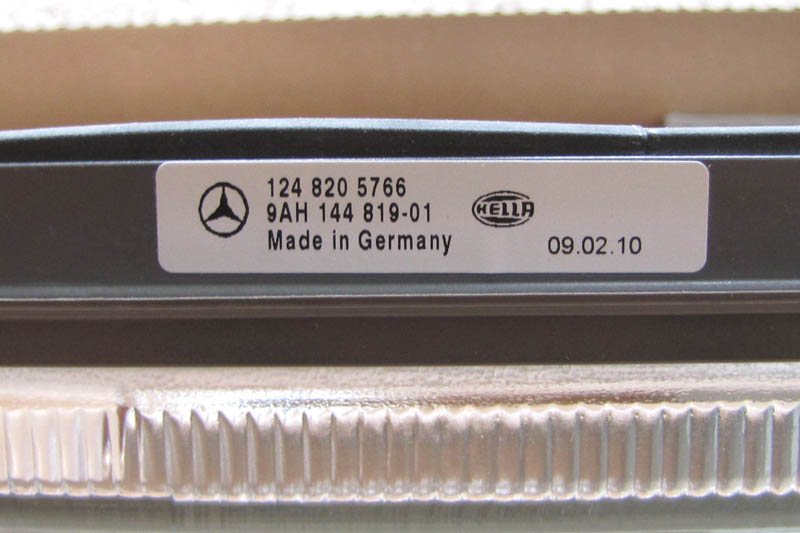 124 820 5766
9AH 144 819-01
Made in Germany
HELLA
09.02.10